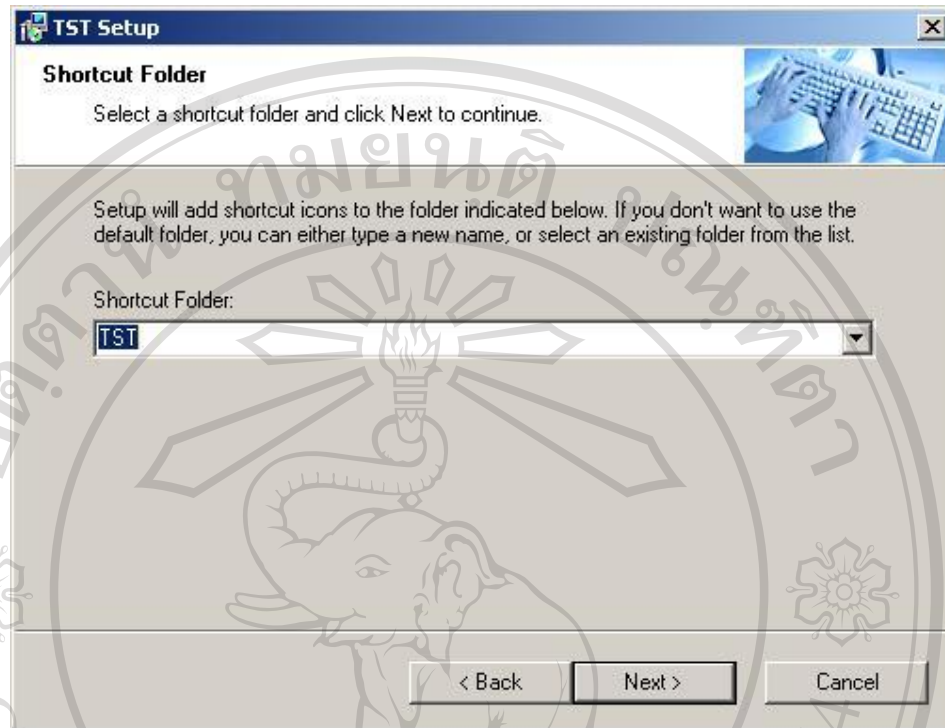 TST Setup
Shortcut Folder
Select a shortcut folder and click Next to continue.
Setup will add shortcut icons to the folder indicated below. If you don't want to use the
default folder, you can either type a new name, or select an existing folder from the list.
Shortcut Folder:
TST
< Back
Next >
Cancel